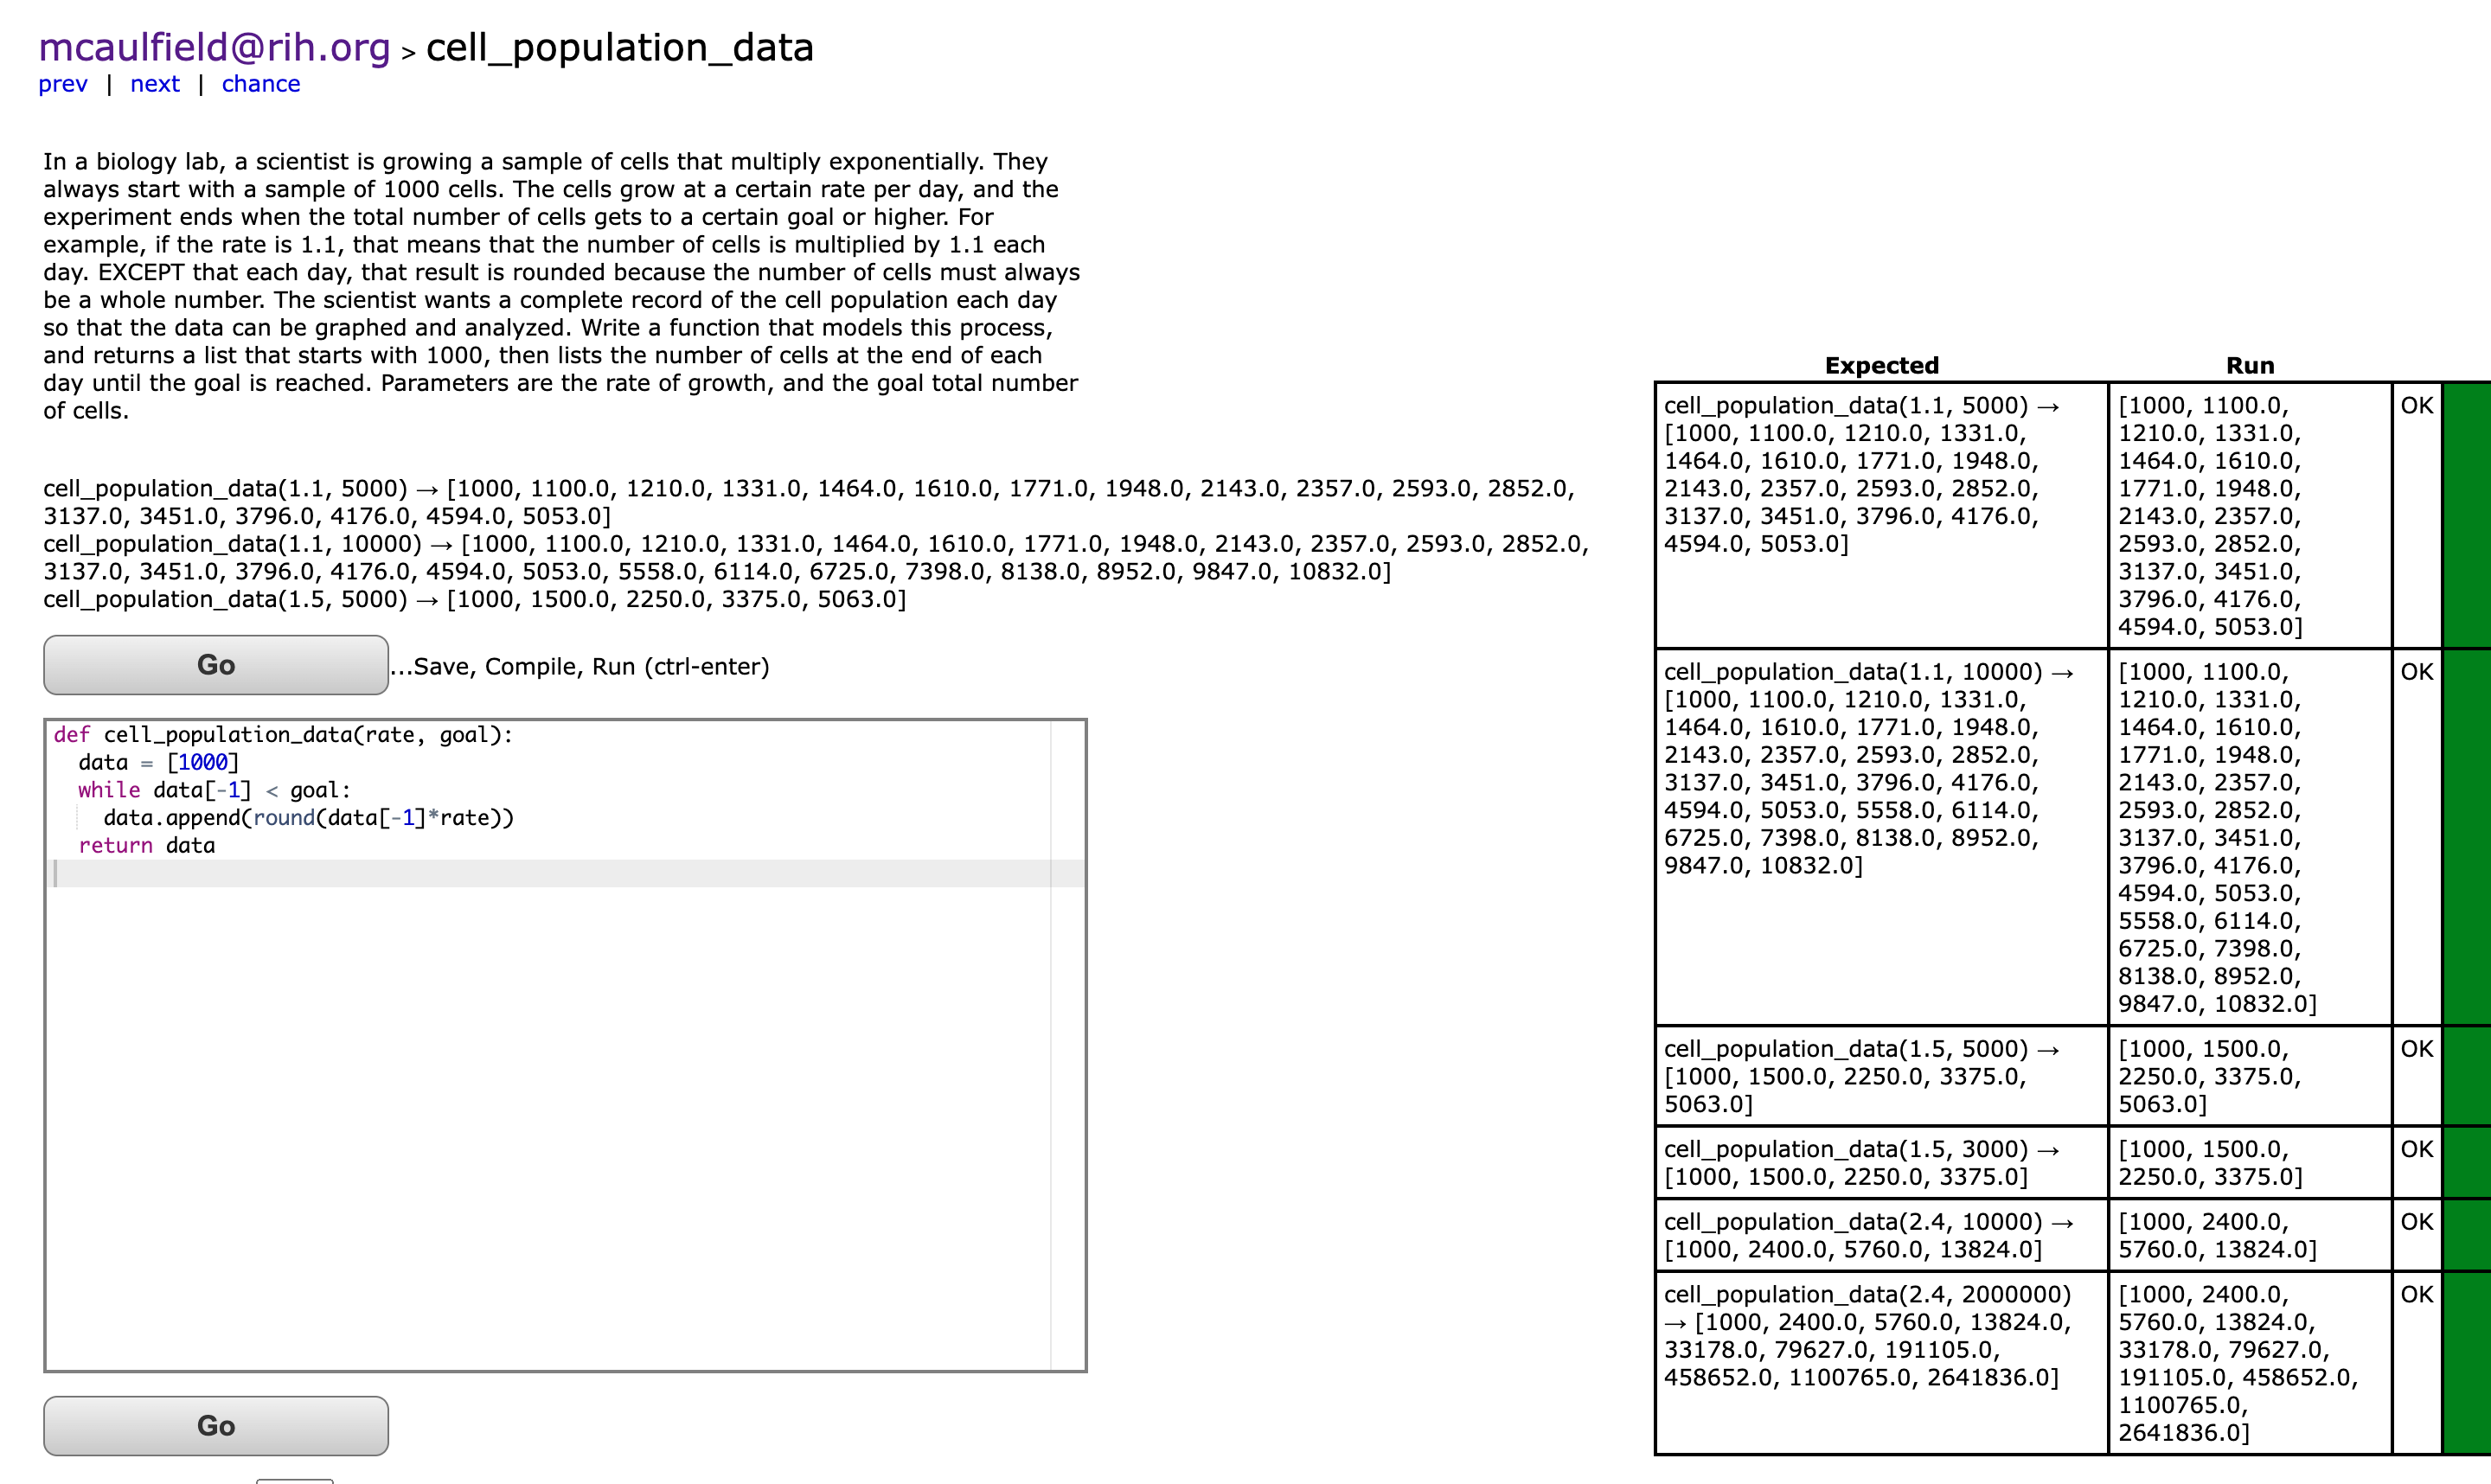 mcaulfield@rih.org > cell_population_data
prev | next | chance
In a biology lab, a scientist is growing a sample of cells that multiply exponentially. They
always start with a sample of 1000 cells. The cells grow at a certain rate per day, and the
experiment ends when the total number of cells gets to a certain goal or higher. For
example, if the rate is 1.1, that means that the number of cells is multiplied by 1.1 each
day. EXCEPT that each day, that result is rounded because the number of cells must always
be a whole number. The scientist wants a complete record of the cell population each day
so that the data can be graphed and analyzed. Write a function that models this process,
and returns a list that starts with 1000, then lists the number of cells at the end of each
day until the goal is reached. Parameters are the rate of growth, and the goal total number
of cells.
cell_population_data(1.1, 5000) → [1000, 1100.0, 1210.0, 1331.0, 1464.0, 1610.0, 1771.0, 1948.0, 2143.0, 2357.0, 2593.0, 2852.0,
3137.0, 3451.0, 3796.0, 4176.0, 4594.0, 5053.0]
cell_population_data(1.1, 10000) → [1000, 1100.0, 1210.0, 1331.0, 1464.0, 1610.0, 1771.0, 1948.0, 2143.0, 2357.0, 2593.0, 2852.0,
3137.0, 3451.0, 3796.0, 4176.0, 4594.0, 5053.0, 5558.0, 6114.0, 6725.0, 7398.0, 8138.0, 8952.0, 9847.0, 10832.0]
cell_population_data(1.5, 5000) → [1000, 1500.0, 2250.0, 3375.0, 5063.0]
Go
...Save, Compile, Run (ctrl-enter)
def cell_population_data(rate, goal):
  data = [1000]
  while data[-1] < goal:
    data.append(round(data[-1]*rate))
  return data
Go
Expected
Run
cell_population_data(1.1, 5000) →
[1000, 1100.0, 1210.0, 1331.0,
1464.0, 1610.0, 1771.0, 1948.0,
2143.0, 2357.0, 2593.0, 2852.0,
3137.0, 3451.0, 3796.0, 4176.0,
4594.0, 5053.0]
[1000, 1100.0,
1210.0, 1331.0,
1464.0, 1610.0,
1771.0, 1948.0,
2143.0, 2357.0,
2593.0, 2852.0,
3137.0, 3451.0,
3796.0, 4176.0,
4594.0, 5053.0]
OK
cell_population_data(1.1, 10000) →
[1000, 1100.0, 1210.0, 1331.0,
1464.0, 1610.0, 1771.0, 1948.0,
2143.0, 2357.0, 2593.0, 2852.0,
3137.0, 3451.0, 3796.0, 4176.0,
4594.0, 5053.0, 5558.0, 6114.0,
6725.0, 7398.0, 8138.0, 8952.0,
9847.0, 10832.0]
[1000, 1100.0,
1210.0, 1331.0,
1464.0, 1610.0,
1771.0, 1948.0,
2143.0, 2357.0,
2593.0, 2852.0,
3137.0, 3451.0,
3796.0, 4176.0,
4594.0, 5053.0,
5558.0, 6114.0,
6725.0, 7398.0,
8138.0, 8952.0,
9847.0, 10832.0]
OK
cell_population_data(1.5, 5000) →
[1000, 1500.0, 2250.0, 3375.0,
5063.0]
[1000, 1500.0,
2250.0, 3375.0,
5063.0]
OK
cell_population_data(1.5, 3000) →
[1000, 1500.0, 2250.0, 3375.0]
[1000, 1500.0,
2250.0, 3375.0]
OK
cell_population_data(2.4, 10000) →
[1000, 2400.0, 5760.0, 13824.0]
[1000, 2400.0,
5760.0, 13824.0]
OK
cell_population_data(2.4, 2000000)
→ [1000, 2400.0, 5760.0, 13824.0,
33178.0, 79627.0, 191105.0,
458652.0, 1100765.0, 2641836.0]
[1000, 2400.0,
5760.0, 13824.0,
33178.0, 79627.0,
191105.0, 458652.0,
1100765.0,
2641836.0]
OK